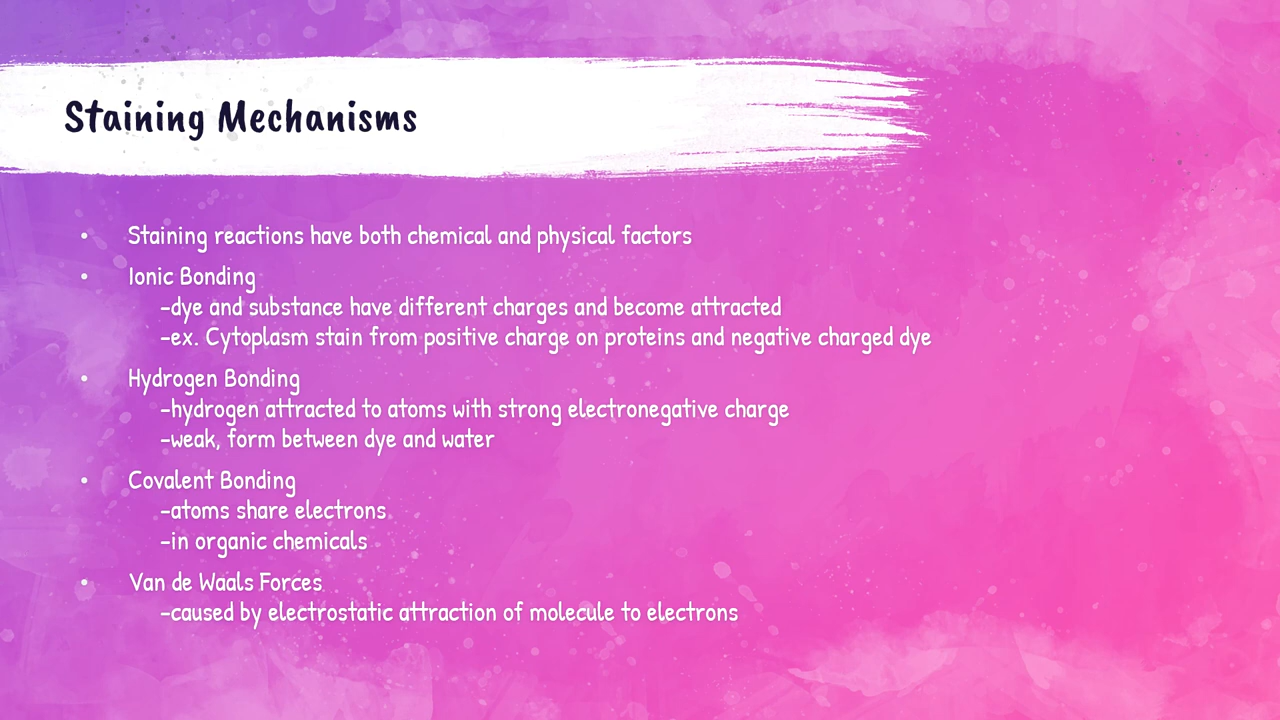 Staining Mechanisms
• Staining reactions have both chemical and physical factors
• Ionic Bonding
–dye and substance have different charges and become attracted
–ex. Cytoplasm stain from positive charge on proteins and negative charged dye
• Hydrogen Bonding
–hydrogen attracted to atoms with strong electronegative charge
–weak, form between dye and water
• Covalent Bonding
–atoms share electrons
–in organic chemicals
• Van de Waals Forces
–caused by electrostatic attraction of molecule to electrons